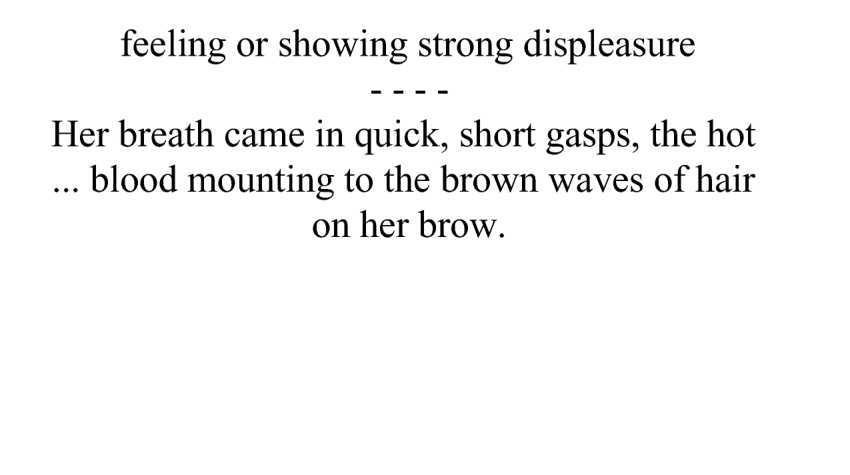 feeling or showing strong displeasure
- - - -
Her breath came in quick, short gasps, the hot
... blood mounting to the brown waves of hair
on her brow.